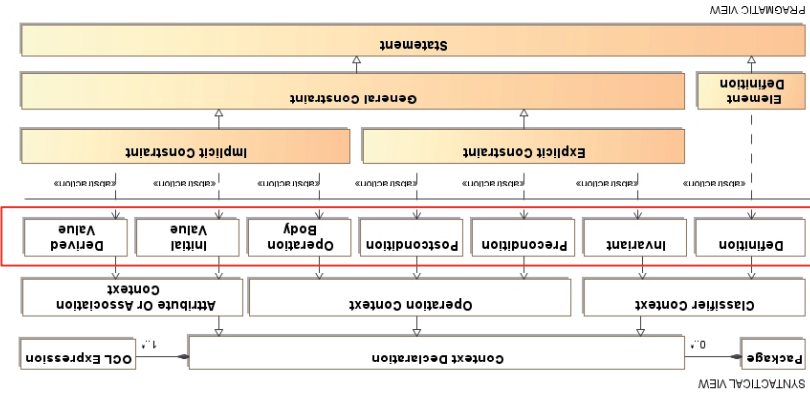 SYNTACTICAL VIEW
Package
0..*
Context Declaration
1..*
OCL Expression
Classifier Context
Operation Context
Attribute Or Association
Context
Definition
Invariant
Precondition
Postcondition
Operation
Body
Initial
Value
Derived
Value
«abstraction»
«abstraction»
«abstraction»
«abstraction»
«abstraction»
«abstraction»
«abstraction»
Explicit Constraint
Implicit Constraint
Element
Definition
General Constraint
Statement
PRAGMATIC VIEW